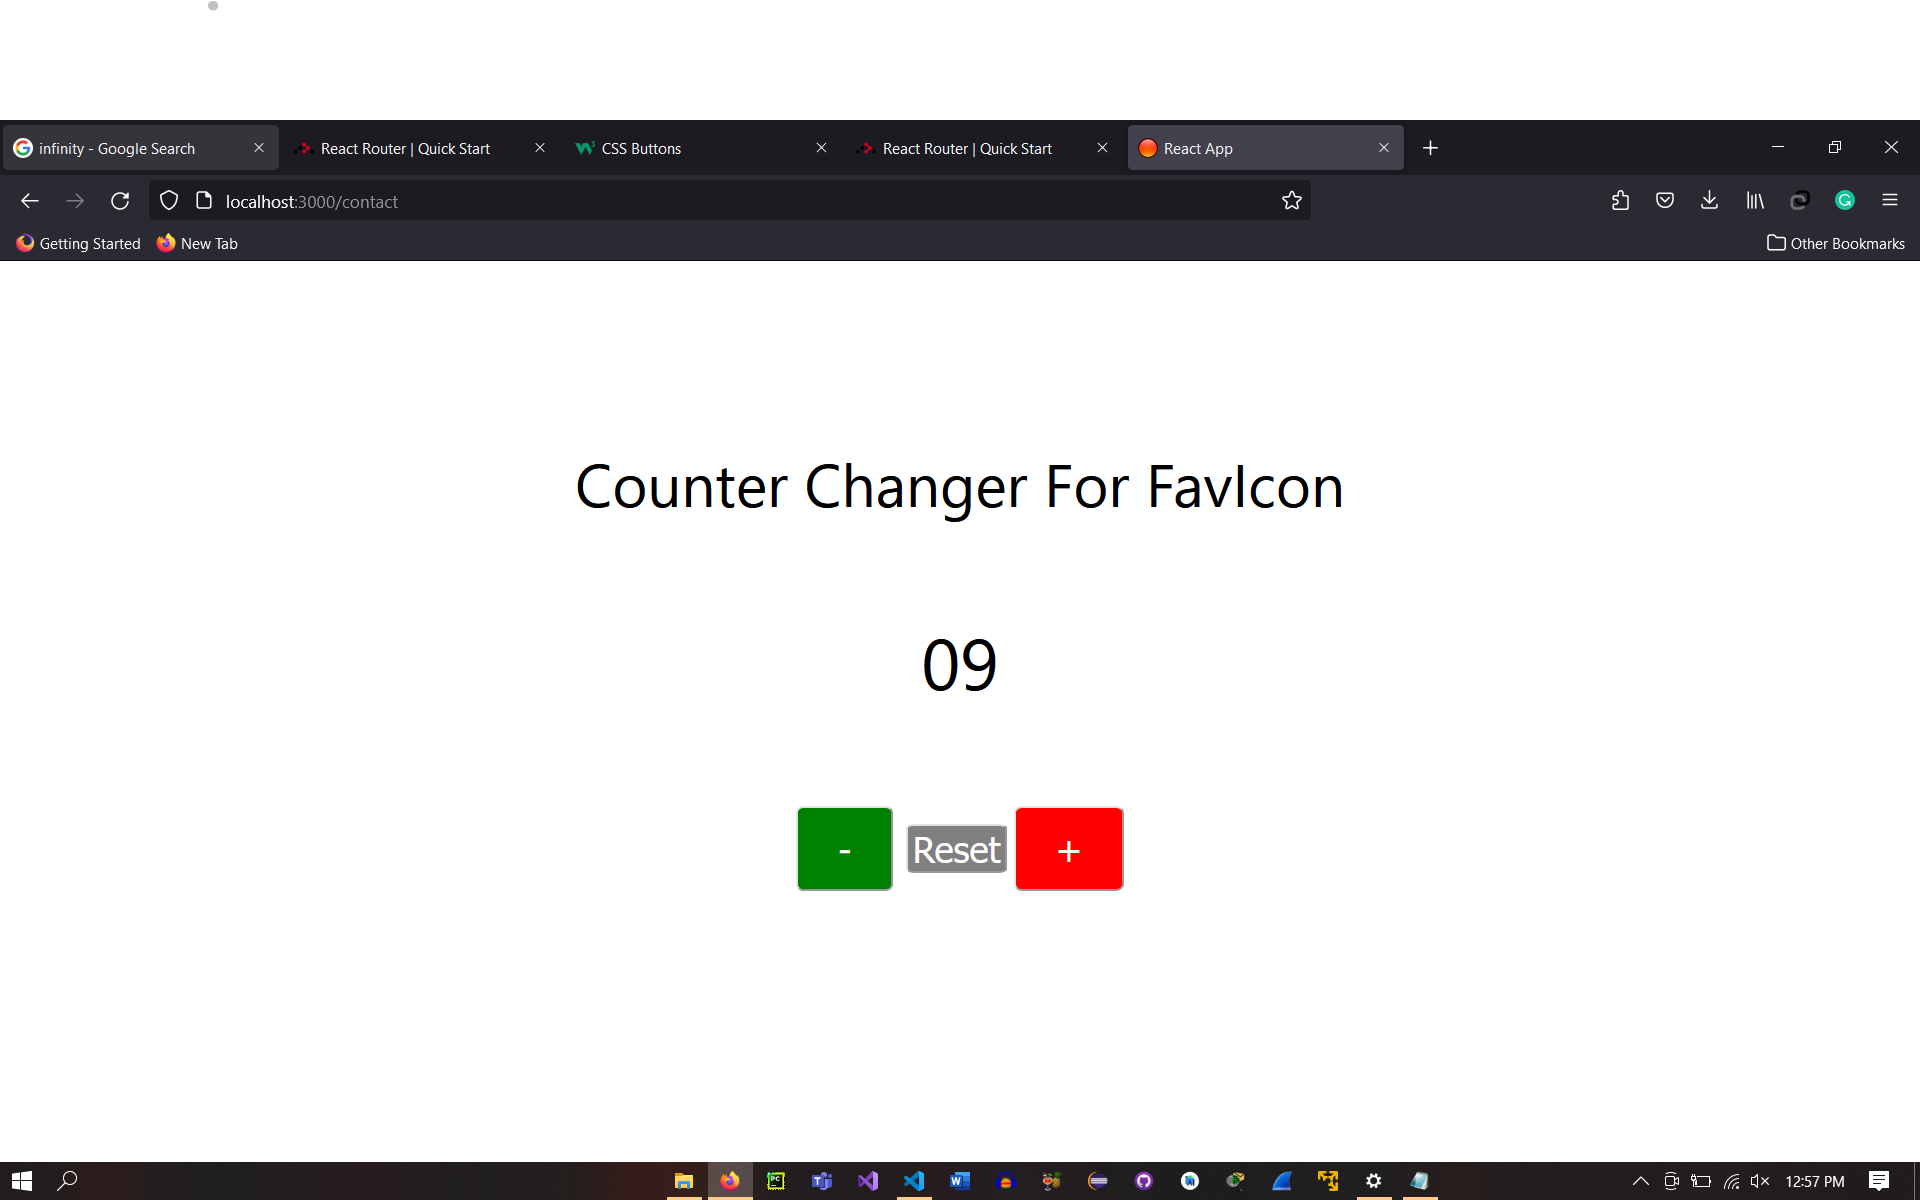 infinity - Google Search
React Router | Quick Start
CSS Buttons
React Router | Quick Start
React App
localhost:3000/contact
Getting Started
New Tab
Other Bookmarks
Counter Changer For FavIcon
09
- Reset +
12:57 PM